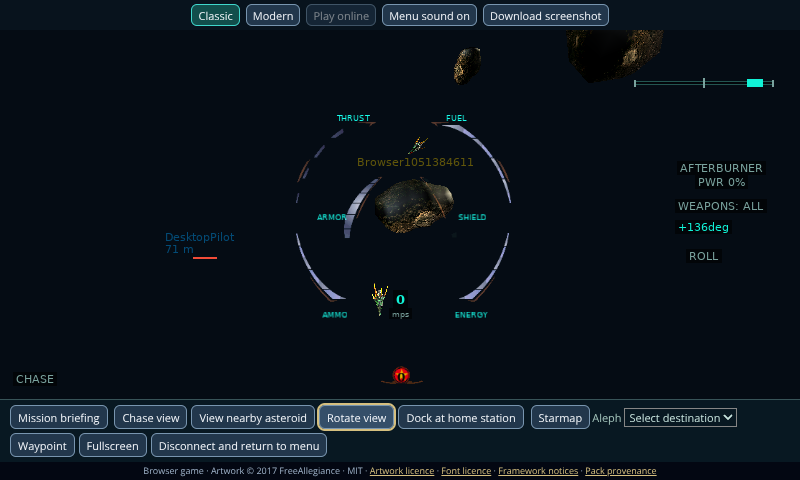 Classic Modern Play online Menu sound on Download screenshot
THRUST FUEL
Browser1051384611
AFTERBURNER
PWR 0%
WEAPONS: ALL
ARMOR SHIELD
+136deg
DesktopPilot
71 m
ROLL
0
mps
AMMO ENERGY
CHASE
Mission briefing Chase view View nearby asteroid Rotate view Dock at home station Starmap Aleph Select destination
Waypoint Fullscreen Disconnect and return to menu
Browser game · Artwork © 2017 FreeAllegiance · MIT · Artwork licence · Font licence · Framework notices · Pack provenance